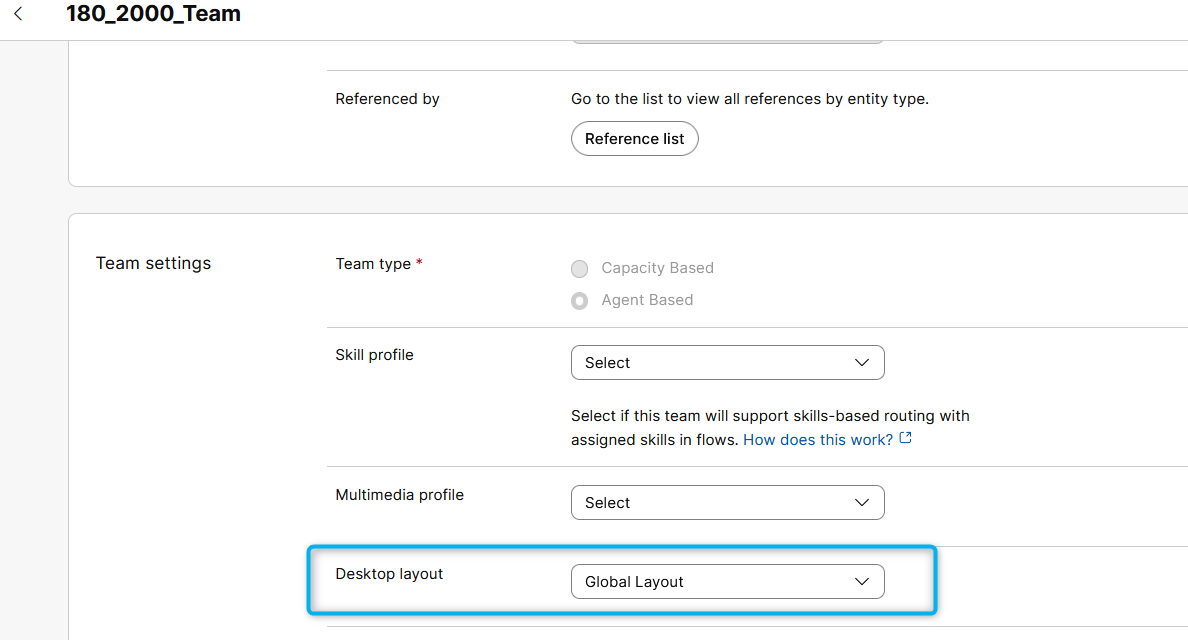 180_2000_Team
Referenced by
Go to the list to view all references by entity type.
Reference list
Team settings
Team type *
Capacity Based
Agent Based
Skill profile
Select
Select if this team will support skills-based routing with
assigned skills in flows. How does this work?
Multimedia profile
Select
Desktop layout
Global Layout